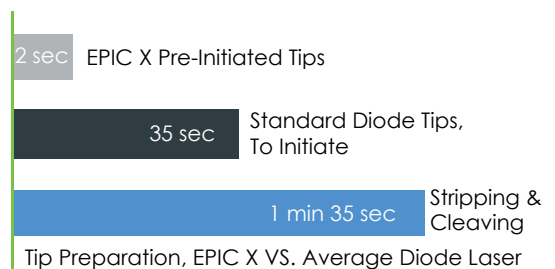 2 sec EPIC X Pre-Initiated Tips
35 sec Standard Diode Tips,
To Initiate
1 min 35 sec Stripping &
Cleaving
Tip Preparation, EPIC X VS. Average Diode Laser